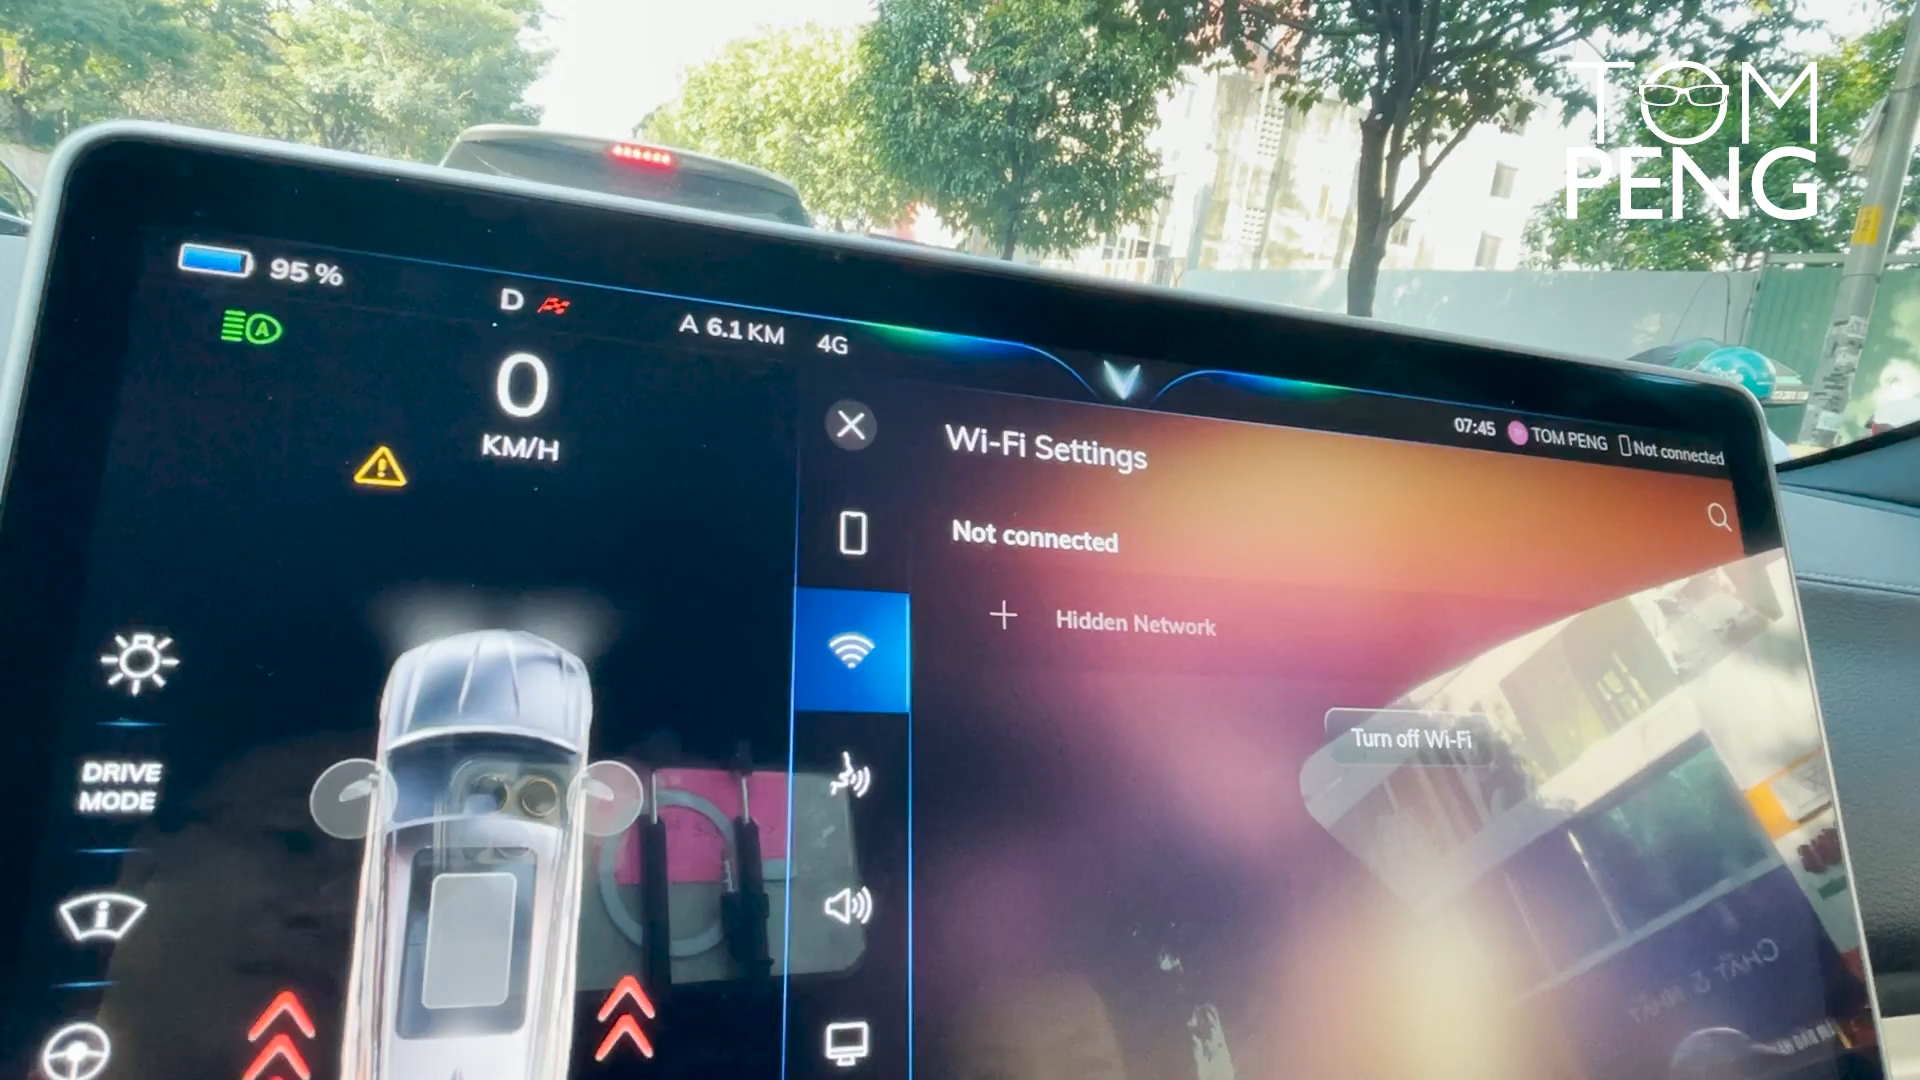 TOM
PENG
95 %
D
A 6.1 KM
4G
0
KM/H
07:45
TOM PENG
Not connected
Wi-Fi Settings
Not connected
Hidden Network
Turn off Wi-Fi
DRIVE
MODE